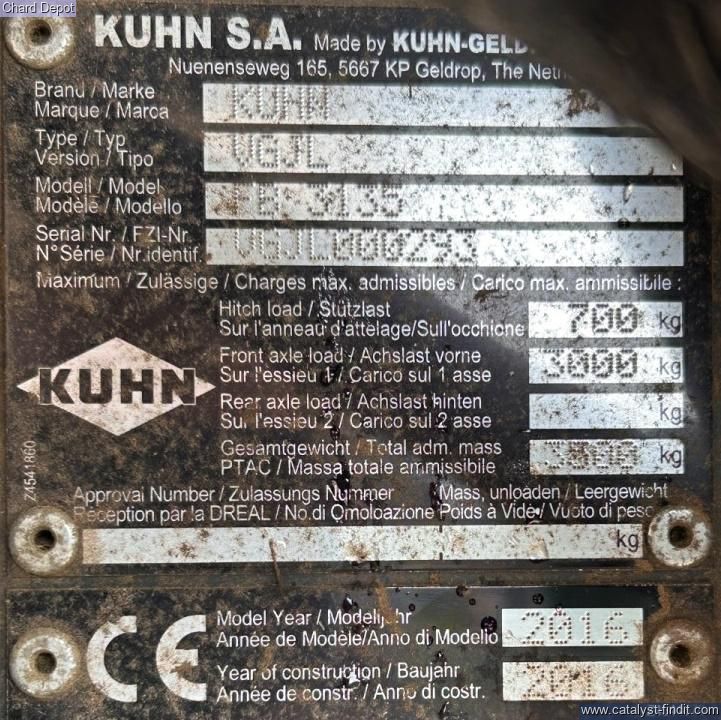 Chard Depot
KUHN S.A. Made by KUHN-GELD
Nuenenseweg 165, 5667 KP Geldrop, The Neth
Brand / Marke
Marque / Marca
KUHN
Type / Typ
Version / Tipo
VGJL
Modell / Model
Modèle / Modello
3135
Serial Nr. / FZI-Nr
N° Série / Nr.identif.
VGJL000293
Maximum / Zulässige / Charges max. admissibles / Carico max. ammissibile :
Hitch load / Stützlast
Sur l'anneau d'attelage/Sull'occhione
700 kg
Front axle load / Achslast vorne
Sur l'essieu 1 / Carico sul 1 asse
3000 kg
Rear axle load / Achslast hinten
Sur l'essieu 2 / Carico sul 2 asse
kg
Gesamtgewicht / Total adm. mass
PTAC / Massa totale ammissibile
kg
KUHN
Z4541860
Approval Number / Zulassungs Nummer Mass, unloaden / Leergewicht
Réception par la DREAL / No.di Omoloazione Poids à Vide / Vuoto di peso
kg
CE
Model Year / Modeljahr
Année de Modèle/Anno di Modello
2016
Year of construction / Baujahr
Année de constr. / Anno di costr.
2016
www.catalyst-findit.com